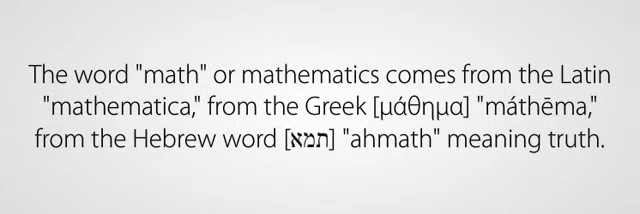 The word "math" or mathematics comes from the Latin
"mathematica," from the Greek [μάθημα] "máthēma,"
from the Hebrew word [אמת] "ahmath" meaning truth.